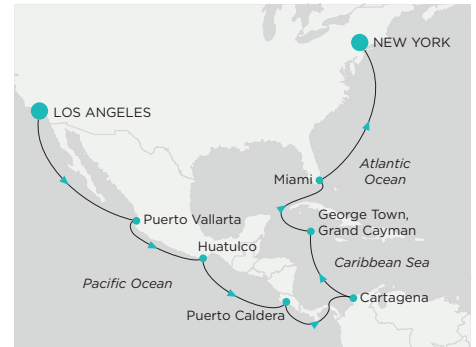 NEW YORK
LOS ANGELES
Atlantic
Ocean
Miami
Puerto Vallarta
George Town,
Grand Cayman
Huatulco
Caribbean Sea
Pacific Ocean
Cartagena
Puerto Caldera